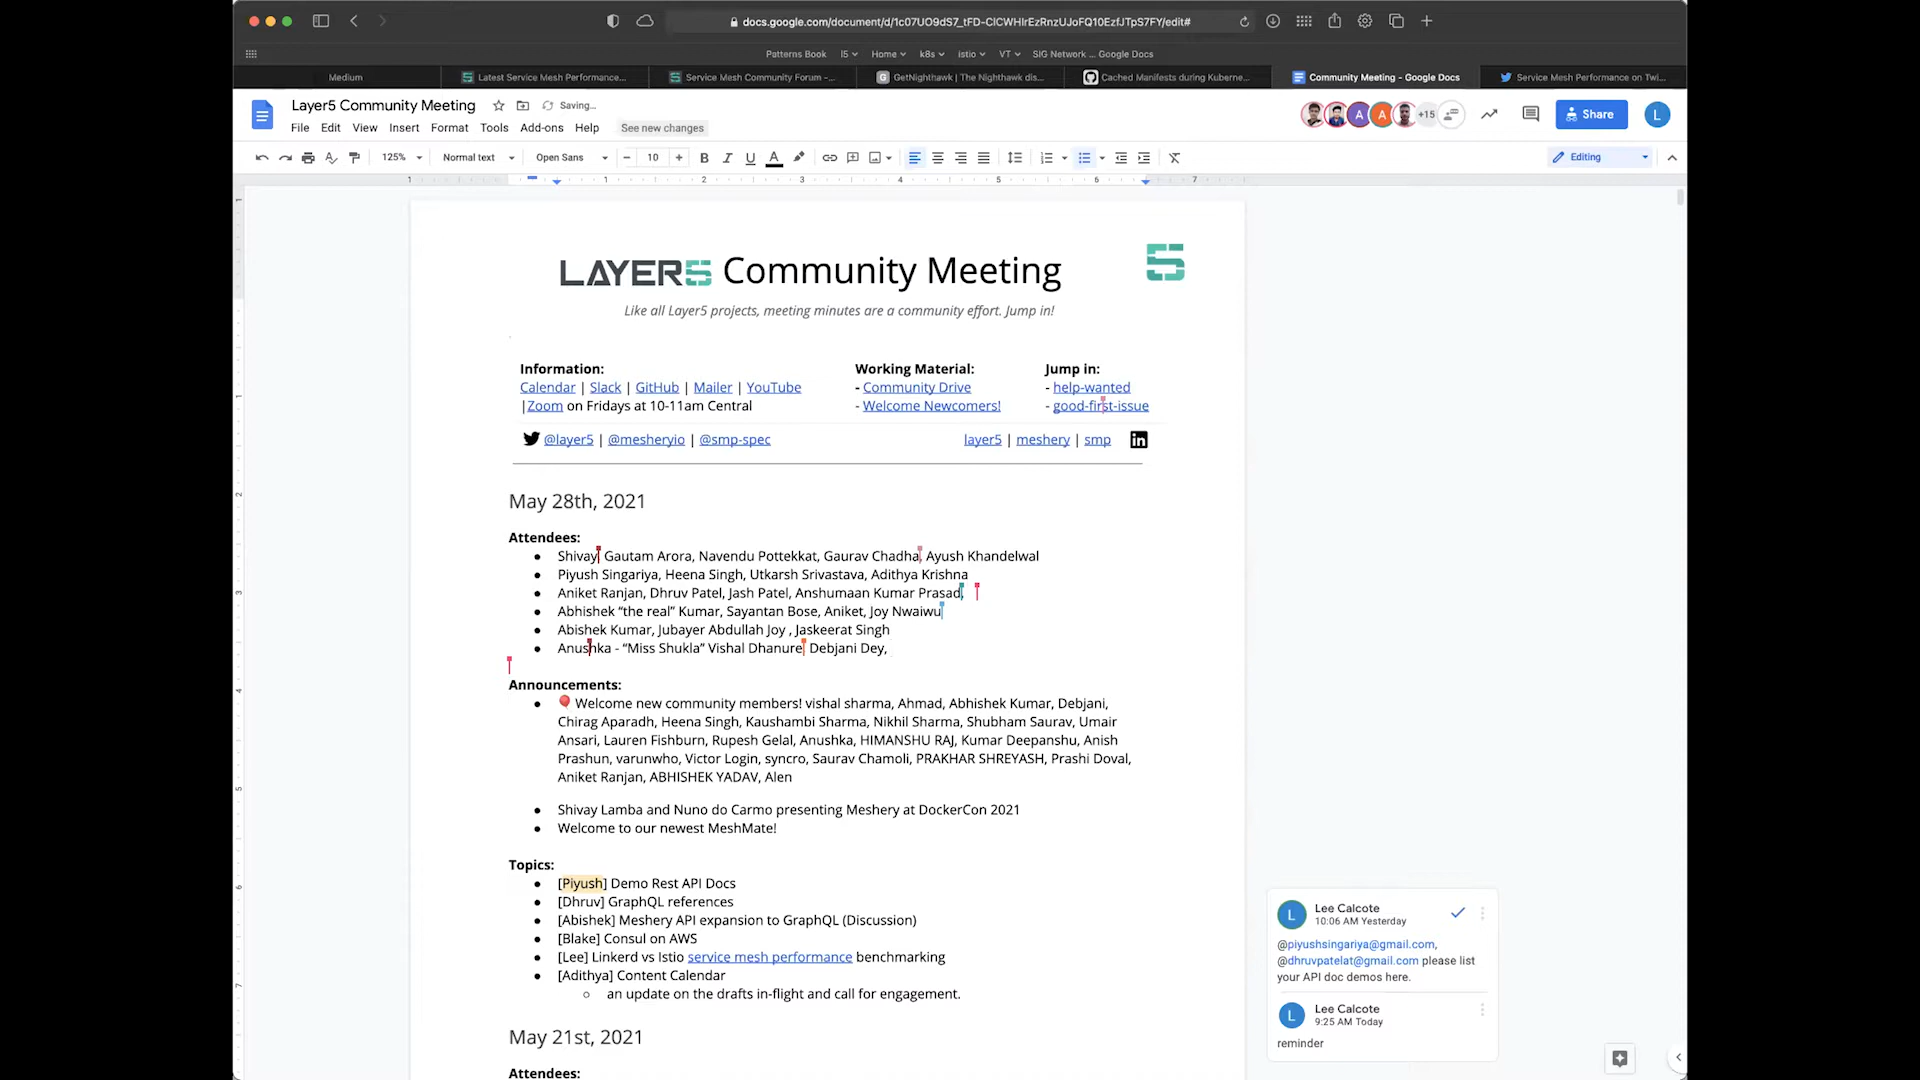 docs.google.com/document/d/1c07UO9dS7_tFD-ClCWHIrEzRnzUJoFQ10EzfJTpS7FY/edit#
Patterns Book I5 Home k8s istio VT SIG Network ... Google Docs
Medium Latest Service Mesh Performance... Service Mesh Community Forum -... GetNighthawk | The Nighthawk dis... Cached Manifests during Kuberne... Community Meeting - Google Docs Service Mesh Performance on Twi...
Layer5 Community Meeting Saving...
File Edit View Insert Format Tools Add-ons Help See new changes
A A +15 Share L
125% Normal text Open Sans 10 B I U A Editing
1 1 2 3 4 5 6 7
LAYER5 Community Meeting
Like all Layer5 projects, meeting minutes are a community effort. Jump in!
Information: Working Material: Jump in:
Calendar | Slack | GitHub | Mailer | YouTube - Community Drive - help-wanted
|Zoom on Fridays at 10-11am Central - Welcome Newcomers! - good-first-issue
@layer5 | @mesheryio | @smp-spec layer5 | meshery | smp in
May 28th, 2021
Attendees:
● Shivay, Gautam Arora, Navendu Pottekkat, Gaurav Chadha, Ayush Khandelwal
● Piyush Singariya, Heena Singh, Utkarsh Srivastava, Adithya Krishna
● Aniket Ranjan, Dhruv Patel, Jash Patel, Anshumaan Kumar Prasad,
● Abhishek “the real” Kumar, Sayantan Bose, Aniket, Joy Nwaiwu
● Abishek Kumar, Jubayer Abdullah Joy , Jaskeerat Singh
● Anushka - “Miss Shukla” Vishal Dhanure, Debjani Dey,
Announcements:
● Welcome new community members! vishal sharma, Ahmad, Abhishek Kumar, Debjani,
Chirag Aparadh, Heena Singh, Kaushambi Sharma, Nikhil Sharma, Shubham Saurav, Umair
Ansari, Lauren Fishburn, Rupesh Gelal, Anushka, HIMANSHU RAJ, Kumar Deepanshu, Anish
Prashun, varunwho, Victor Login, syncro, Saurav Chamoli, PRAKHAR SHREYASH, Prashi Doval,
Aniket Ranjan, ABHISHEK YADAV, Alen
● Shivay Lamba and Nuno do Carmo presenting Meshery at DockerCon 2021
● Welcome to our newest MeshMate!
Topics:
● [Piyush] Demo Rest API Docs
● [Dhruv] GraphQL references
● [Abishek] Meshery API expansion to GraphQL (Discussion)
● [Blake] Consul on AWS
● [Lee] Linkerd vs Istio service mesh performance benchmarking
● [Adithya] Content Calendar
○ an update on the drafts in-flight and call for engagement.
May 21st, 2021
Attendees:
L Lee Calcote
10:06 AM Yesterday
@piyushsingariya@gmail.com,
@dhruvpatelat@gmail.com please list
your API doc demos here.
L Lee Calcote
9:25 AM Today
reminder